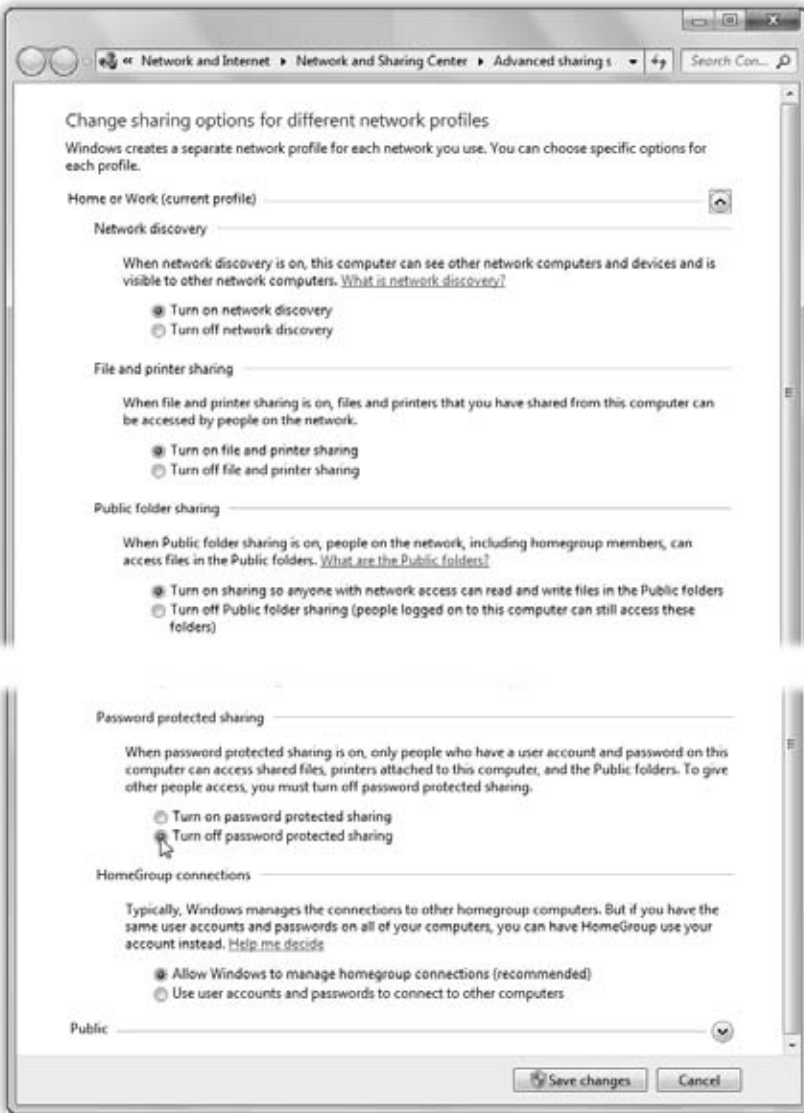 « Network and Internet ▸ Network and Sharing Center ▸ Advanced sharing s
Search Con...
Change sharing options for different network profiles
Windows creates a separate network profile for each network you use. You can choose specific options for
each profile.
Home or Work (current profile)
Network discovery
When network discovery is on, this computer can see other network computers and devices and is
visible to other network computers. What is network discovery?
Turn on network discovery
Turn off network discovery
File and printer sharing
When file and printer sharing is on, files and printers that you have shared from this computer can
be accessed by people on the network.
Turn on file and printer sharing
Turn off file and printer sharing
Public folder sharing
When Public folder sharing is on, people on the network, including homegroup members, can
access files in the Public folders. What are the Public folders?
Turn on sharing so anyone with network access can read and write files in the Public folders
Turn off Public folder sharing (people logged on to this computer can still access these
folders)
Password protected sharing
When password protected sharing is on, only people who have a user account and password on this
computer can access shared files, printers attached to this computer, and the Public folders. To give
other people access, you must turn off password protected sharing.
Turn on password protected sharing
Turn off password protected sharing
HomeGroup connections
Typically, Windows manages the connections to other homegroup computers. But if you have the
same user accounts and passwords on all of your computers, you can have HomeGroup use your
account instead. Help me decide
Allow Windows to manage homegroup connections (recommended)
Use user accounts and passwords to connect to other computers
Public
Save changes
Cancel